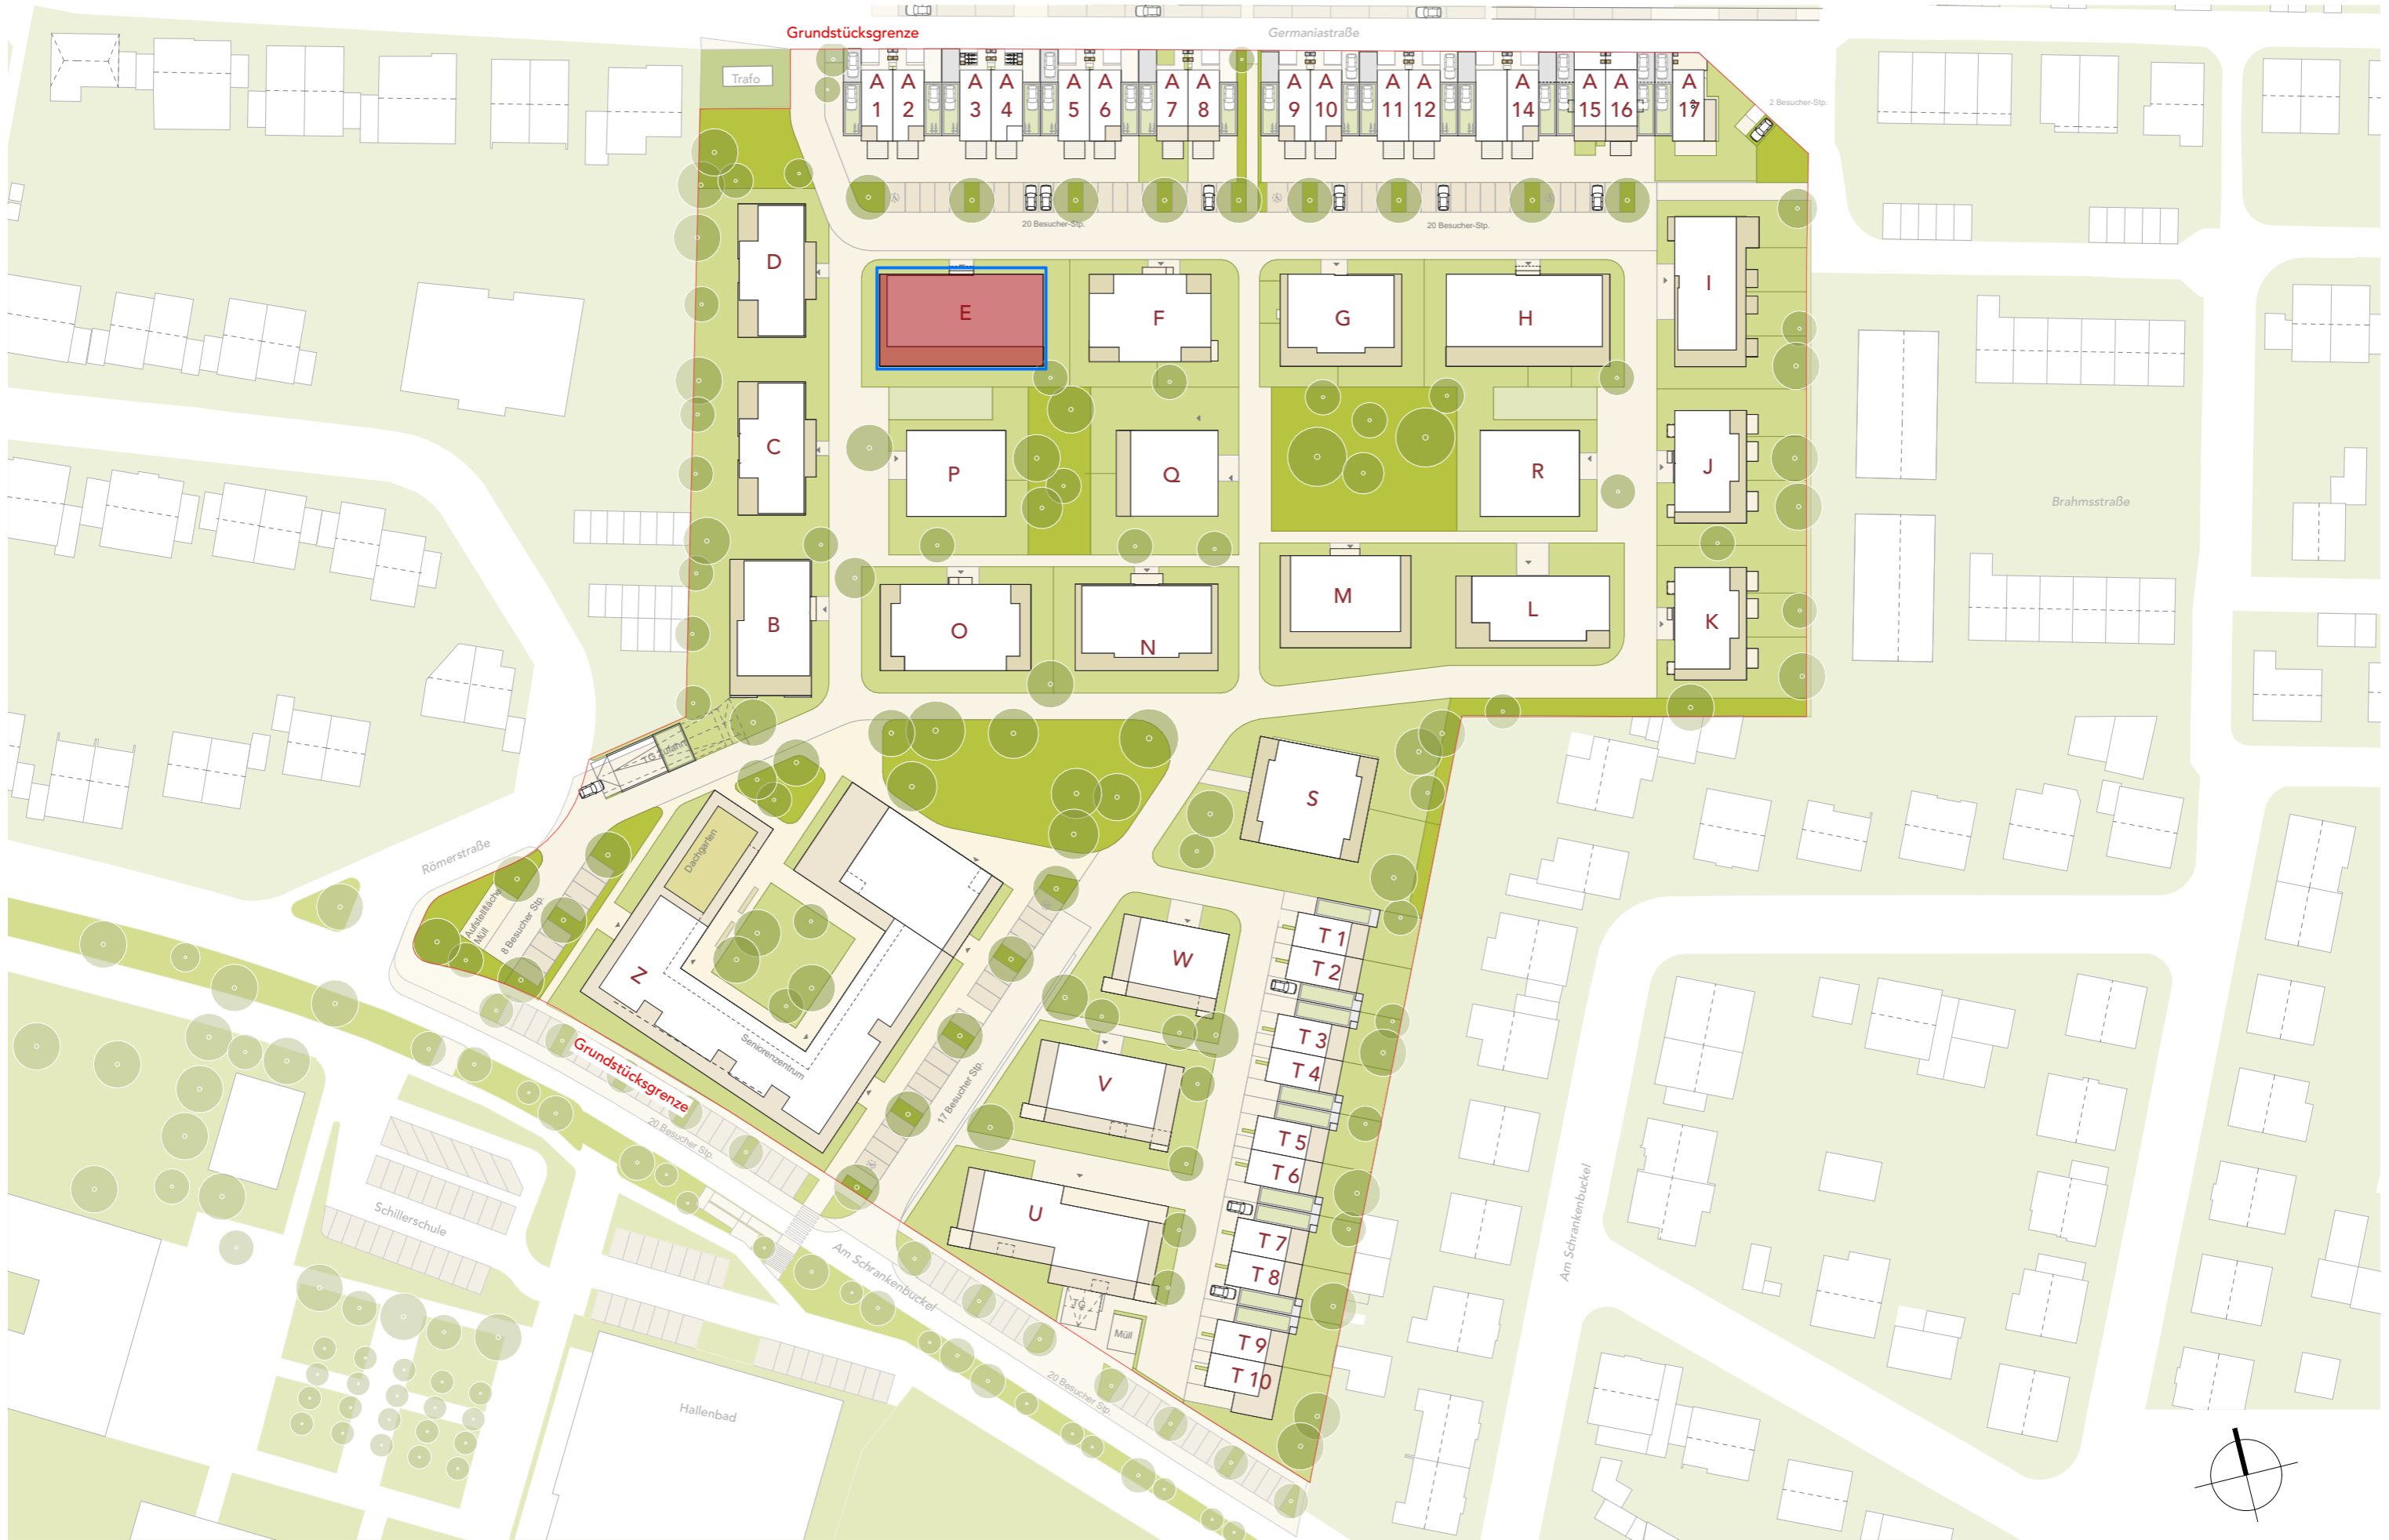 Grundstücksgrenze
Germaniastraße
Trafo
A 1
A 2
A 3
A 4
A 5
A 6
A 7
A 8
A 9
A 10
A 11
A 12
A 14
A 15
A 16
A 17
2 Besucher-Stp.
20 Besucher-Stp.
20 Besucher-Stp.
D
E
F
G
H
I
C
P
Q
R
J
Brahmsstraße
B
O
N
M
L
K
TG Zufahrt
S
Römerstraße
Dachgarten
Aufstellfläche
Müll
8 Besucher Stp.
Z
Seniorenzentrum
Grundstücksgrenze
20 Besucher Stp.
17 Besucher Stp.
W
V
U
T 1
T 2
T 3
T 4
T 5
T 6
T 7
T 8
T 9
T 10
TG
Müll
Schillerschule
Am Schrankenbuckel
Am Schrankenbuckel
20 Besucher Stp.
Hallenbad